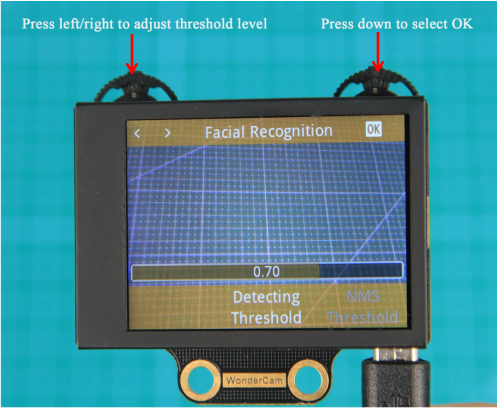 Press left/right to adjust threshold level
Press down to select OK
< > Facial Recognition OK
0.70
Detecting
Threshold
NMS
Threshold
WonderCam